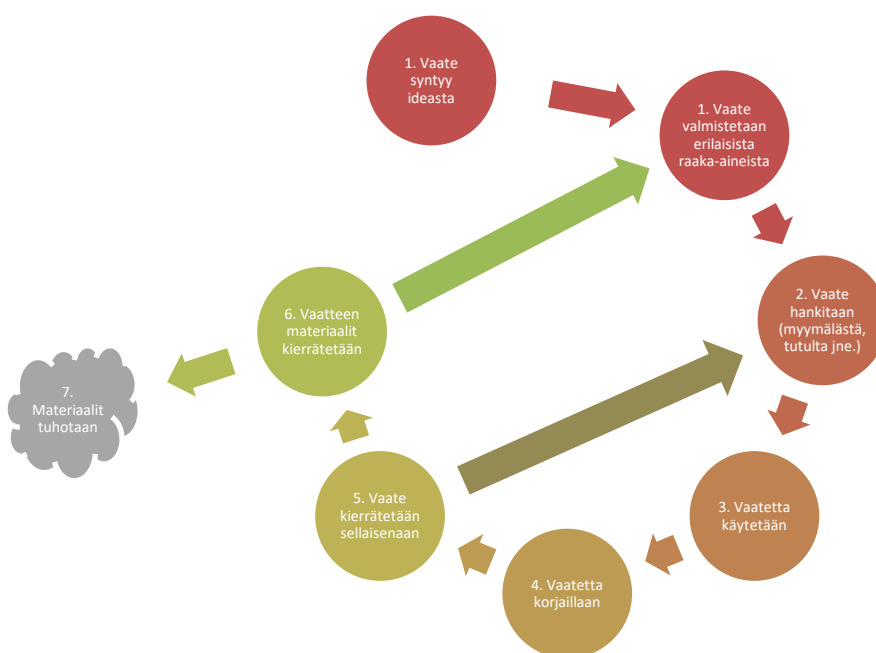 1. Vaate
syntyy
ideasta
1. Vaate
valmistetaan
erilaisista
raaka-aineista
2. Vaate
hankitaan
(myymälästä,
tutulta jne.)
3. Vaatetta
käytetään
4. Vaatetta
korjaillaan
5. Vaate
kierrätetään
sellaisenaan
6. Vaatteen
materiaalit
kierrätetään
7.
Materiaalit
tuhotaan